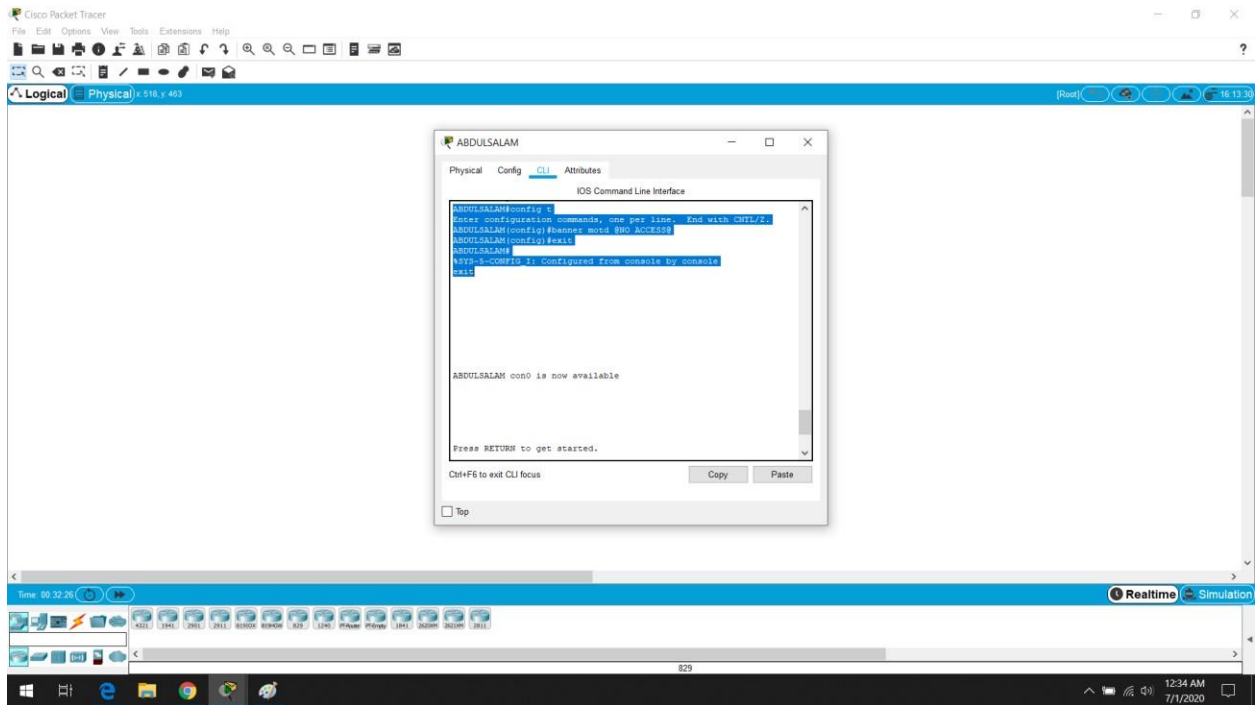 Cisco Packet Tracer
File Edit Options View Tools Extensions Help
?
Logical Physical x: 518, y: 463 [Root] 16:13:30
ABDULSALAM
Physical Config CLI Attributes
IOS Command Line Interface
ABDULSALAM#config t
Enter configuration commands, one per line. End with CNTL/Z.
ABDULSALAM(config)#banner motd @NO ACCESS@
ABDULSALAM(config)#exit
ABDULSALAM#
%SYS-5-CONFIG_I: Configured from console by console
exit
ABDULSALAM con0 is now available
Press RETURN to get started.
Ctrl+F6 to exit CLI focus Copy Paste
Top
Time: 00:32:26 Realtime Simulation
4321 1941 2901 2911 819IOX 819HGW 829 1240 PT-Router PT-Empty 1841 2620XM 2621XM 2811
829
12:34 AM
7/1/2020